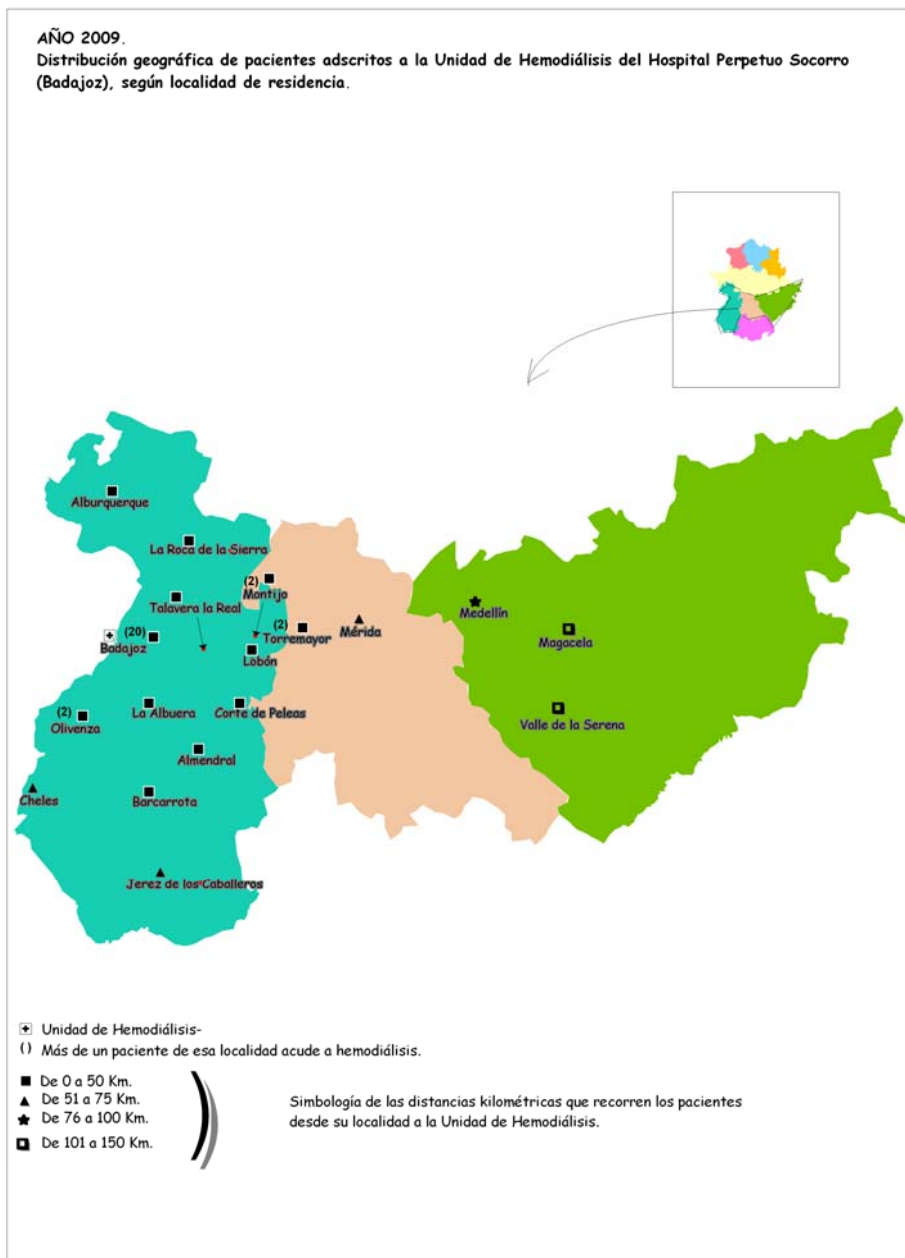 AÑO 2009.
Distribución geográfica de pacientes adscritos a la Unidad de Hemodiálisis del Hospital Perpetuo Socorro
(Badajoz), según localidad de residencia.
Alburquerque
La Roca de la Sierra
(2)
Montijo
Talavera la Real
(20)
Badajoz
(2)
Torremayor
Mérida
Lobón
Medellín
Magacela
(2)
Olivenza
La Albuera
Corte de Peleas
Valle de la Serena
Almendral
Cheles
Barcarrota
Jerez de los Caballeros
Unidad de Hemodiálisis-
() Más de un paciente de esa localidad acude a hemodiálisis.
De 0 a 50 Km.
De 51 a 75 Km.
De 76 a 100 Km.
De 101 a 150 Km.
Simbología de las distancias kilométricas que recorren los pacientes
desde su localidad a la Unidad de Hemodiálisis.